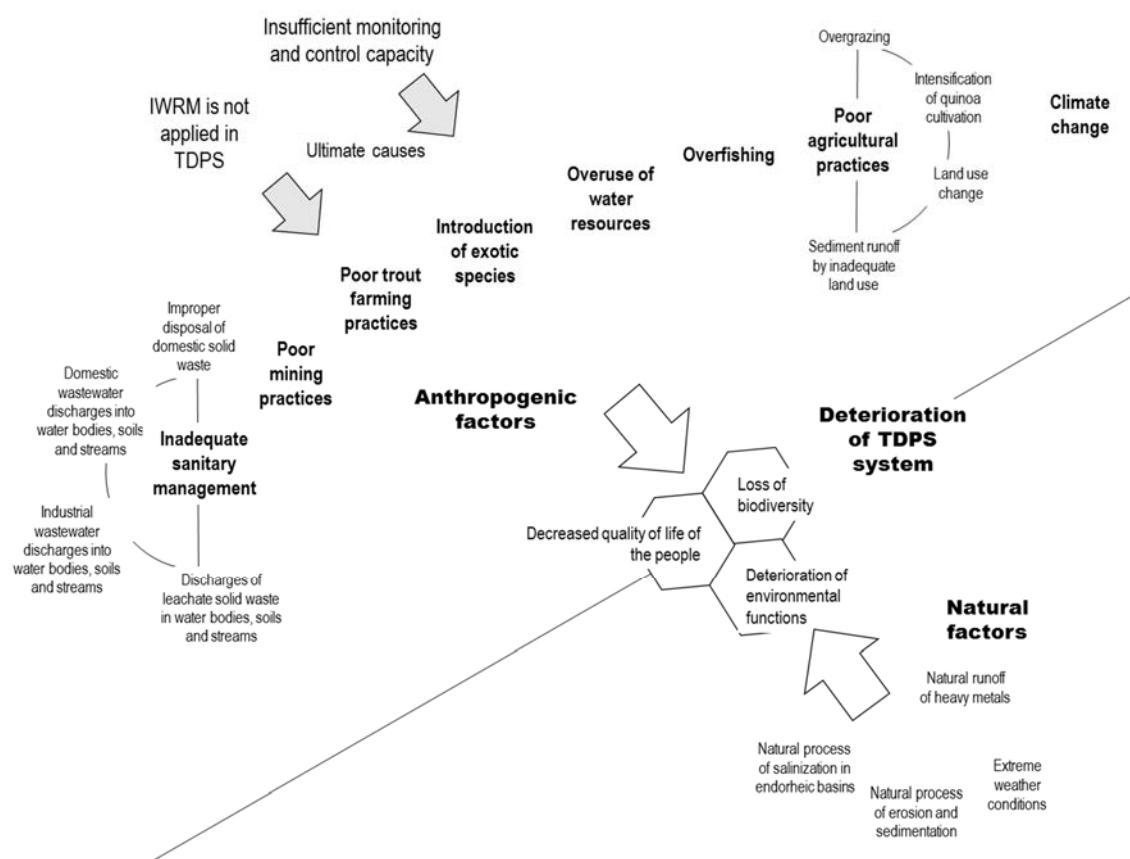 Insufficient monitoring
and control capacity
IWRM is not
applied in
TDPS
Ultimate causes
Overgrazing
Intensification
of quinoa
cultivation
Poor
agricultural
practices
Land use
change
Sediment runoff
by inadequate
land use
Climate
change
Overfishing
Overuse of
water
resources
Introduction
of exotic
species
Poor trout
farming
practices
Poor
mining
practices
Improper
disposal of
domestic solid
waste
Domestic
wastewater
discharges into
water bodies, soils
and streams
Inadequate
sanitary
management
Industrial
wastewater
discharges into
water bodies, soils
and streams
Discharges of
leachate solid waste
in water bodies, soils
and streams
Anthropogenic
factors
Deterioration
of TDPS
system
Loss of
biodiversity
Decreased quality of life of
the people
Deterioration of
environmental
functions
Natural
factors
Natural runoff
of heavy metals
Natural process
of salinization in
endorheic basins
Natural process
of erosion and
sedimentation
Extreme
weather
conditions